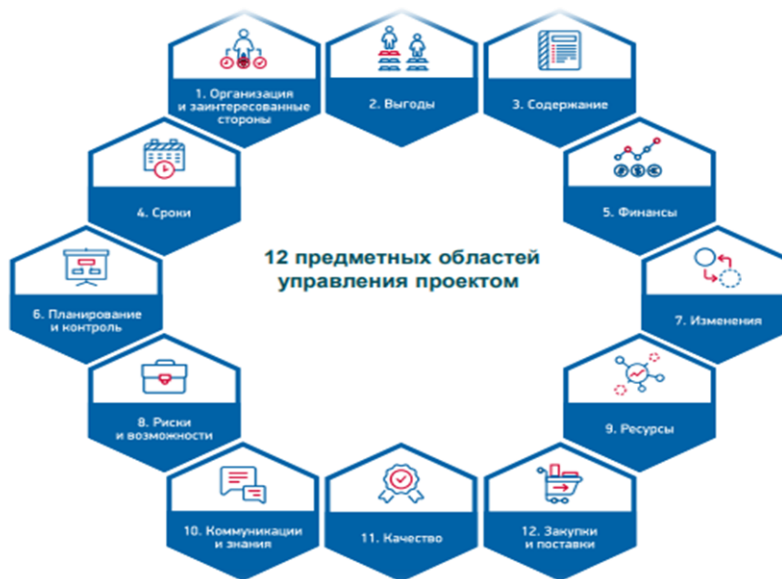 1. Организация
и заинтересованные
стороны
2. Выгоды
3. Содержание
4. Сроки
5. Финансы
12 предметных областей
управления проектом
6. Планирование
и контроль
7. Изменения
8. Риски
и возможности
9. Ресурсы
10. Коммуникации
и знания
11. Качество
12. Закупки
и поставки